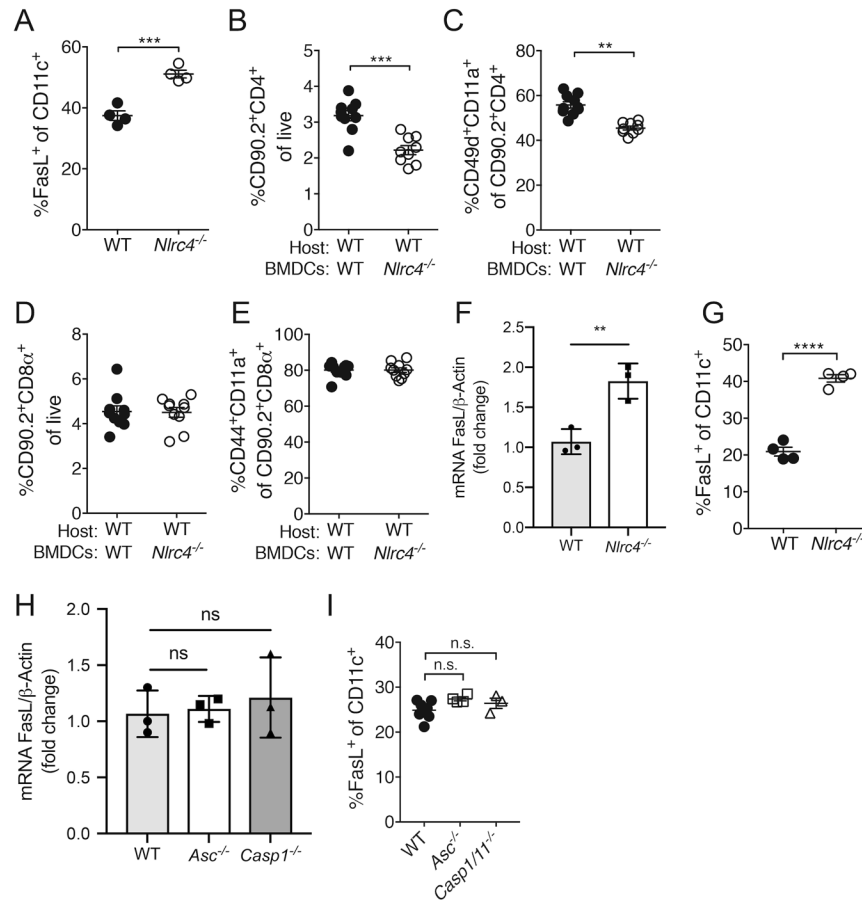 A
%FasL⁺ of CD11c⁺
60
40
20
0
***
WT
Nlrc4⁻/⁻
B
%CD90.2⁺CD4⁺
of live
5
4
3
2
1
0
***
Host: WT WT
BMDCs: WT Nlrc4⁻/⁻
C
%CD49d⁺CD11a⁺
of CD90.2⁺CD4⁺
80
60
40
20
0
**
Host: WT WT
BMDCs: WT Nlrc4⁻/⁻
D
%CD90.2⁺CD8α⁺
of live
8
6
4
2
0
Host: WT WT
BMDCs: WT Nlrc4⁻/⁻
E
%CD44⁺CD11a⁺
of CD90.2⁺CD8α⁺
100
80
60
40
20
0
Host: WT WT
BMDCs: WT Nlrc4⁻/⁻
F
mRNA FasL/β-Actin
(fold change)
2.5
2.0
1.5
1.0
0.5
0.0
**
WT
Nlrc4⁻/⁻
G
%FasL⁺ of CD11c⁺
50
40
30
20
10
0
****
WT
Nlrc4⁻/⁻
H
mRNA FasL/β-Actin
(fold change)
2.0
1.5
1.0
0.5
0.0
ns
ns
WT
Asc⁻/⁻
Casp1⁻/⁻
I
%FasL⁺ of CD11c⁺
40
30
20
10
0
n.s.
n.s.
WT
Asc⁻/⁻
Casp1/11⁻/⁻